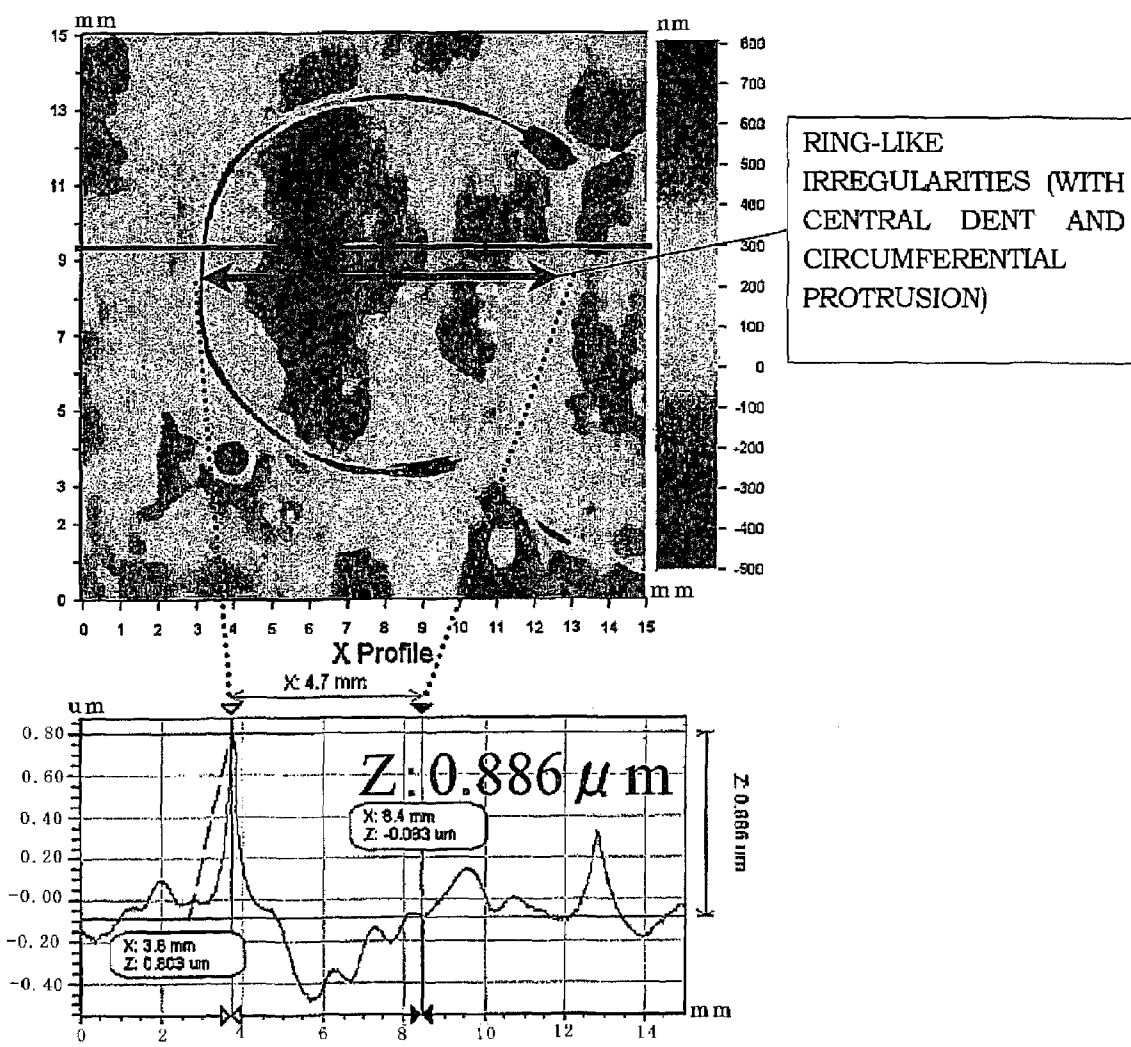 mm
nm
15
13
11
9
7
5
3
2
0
0 1 2 3 4 5 6 7 8 9 10 11 12 13 14 15
mm
800
700
600
500
400
300
200
100
0
-100
-200
-300
-400
-500
RING-LIKE
IRREGULARITIES (WITH
CENTRAL DENT AND
CIRCUMFERENTIAL
PROTRUSION)
X Profile
X: 4.7 mm
um
0.80
0.60
0.40
0.20
-0.00
-0.20
-0.40
Z: 0.886 μm
X: 8.4 mm
Z: -0.083 um
X: 3.8 mm
Z: 0.803 um
Z: 0.886 um
0 2 4 6 8 10 12 14
mm